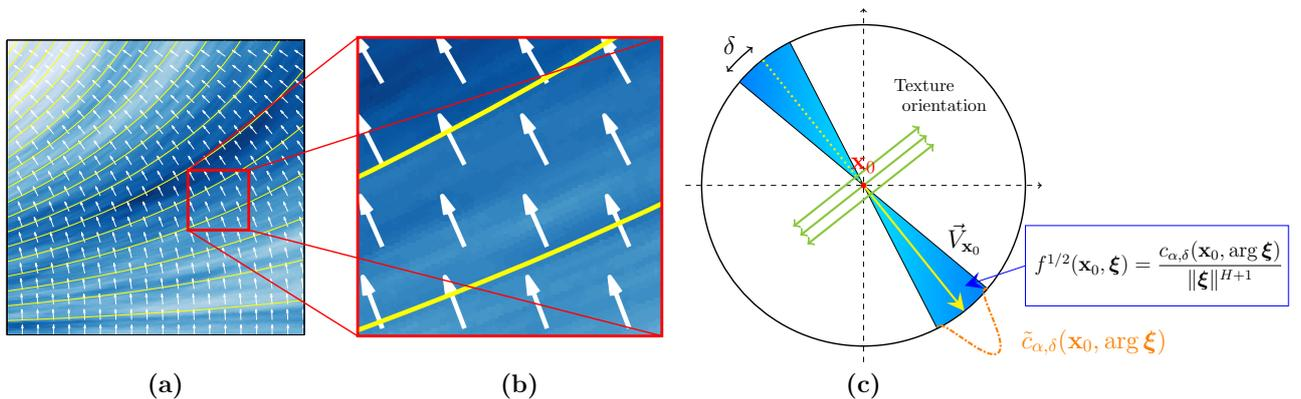 δ
Texture
orientation
x₀
V⃗_{x₀}
f^{1/2}(x₀, ξ) = c_{α,δ}(x₀, arg ξ) / ‖ξ‖^{H+1}
c̃_{α,δ}(x₀, arg ξ)
(a) (b) (c)